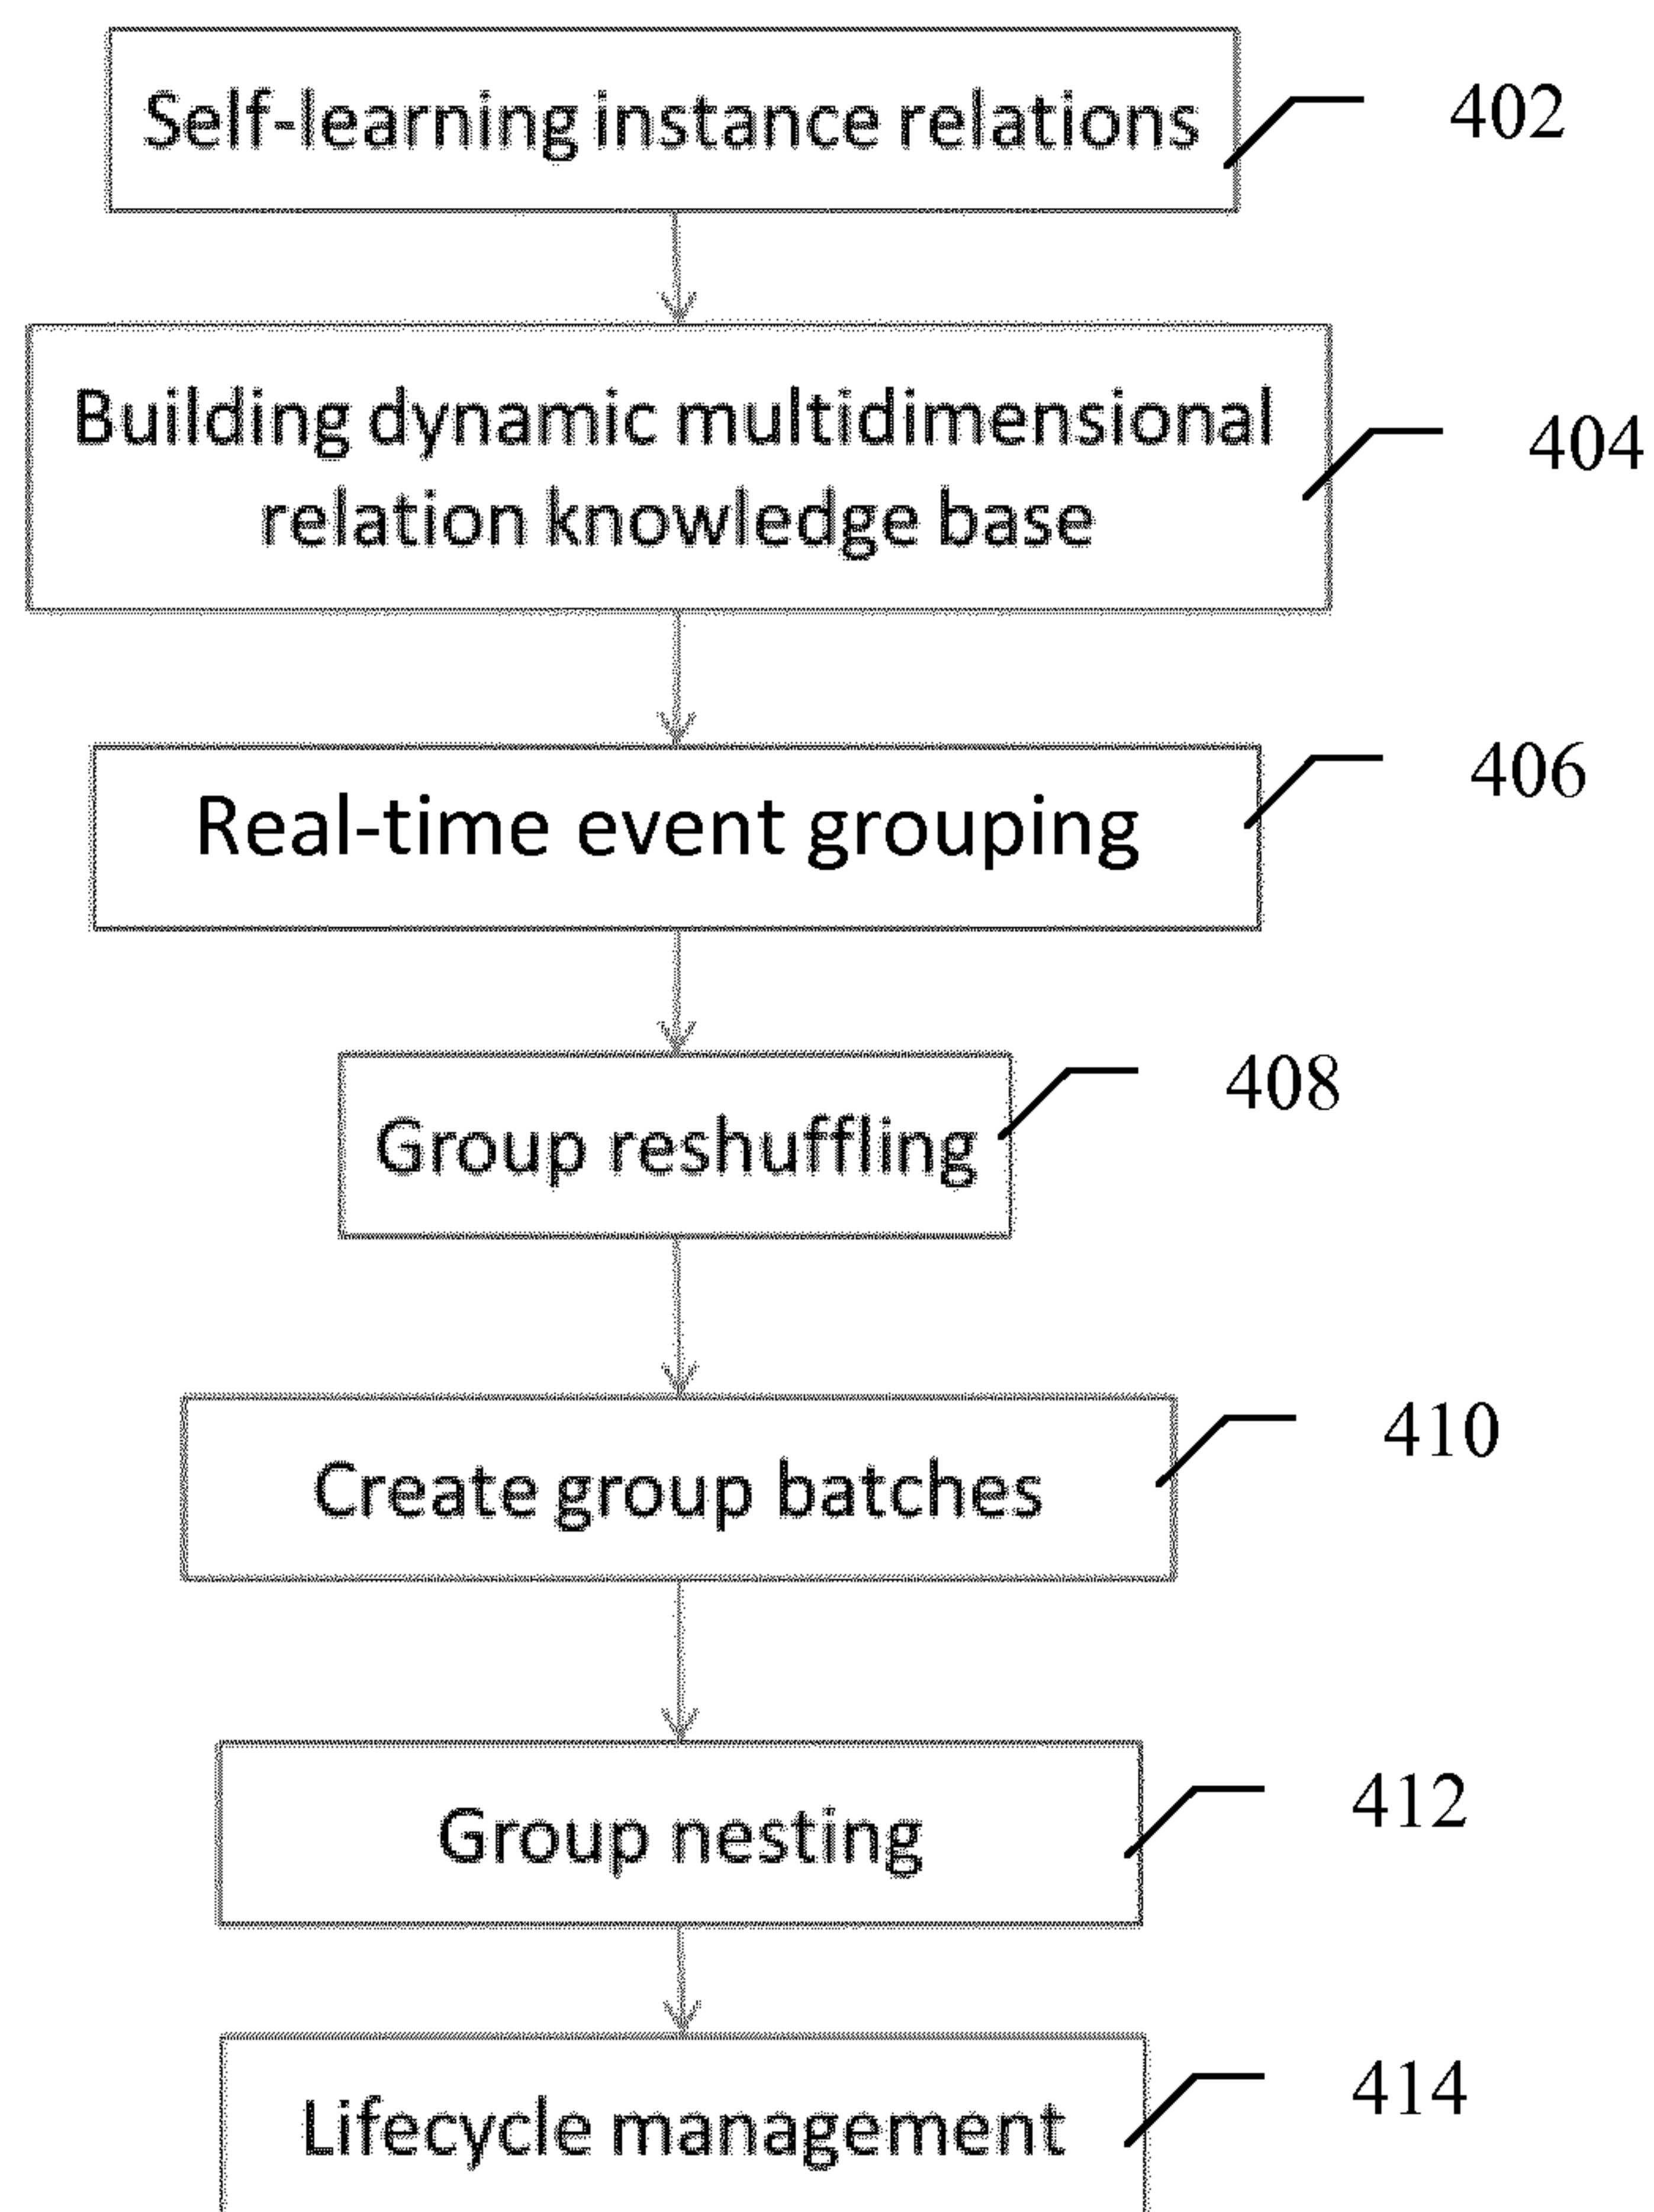 Self-learning instance relations
402
Building dynamic multidimensional
relation knowledge base
404
Real-time event grouping
406
Group reshuffling
408
Create group batches
410
Group nesting
412
Lifecycle management
414